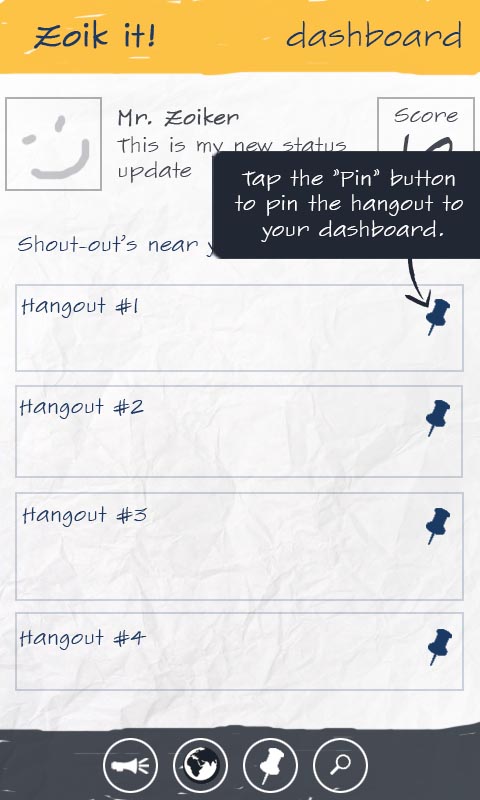 Zoik it! dashboard
Mr. Zoiker
This is my new status
update
Score
Tap the "Pin" button
to pin the hangout to
your dashboard.
Shout-out's near
Hangout #1
Hangout #2
Hangout #3
Hangout #4